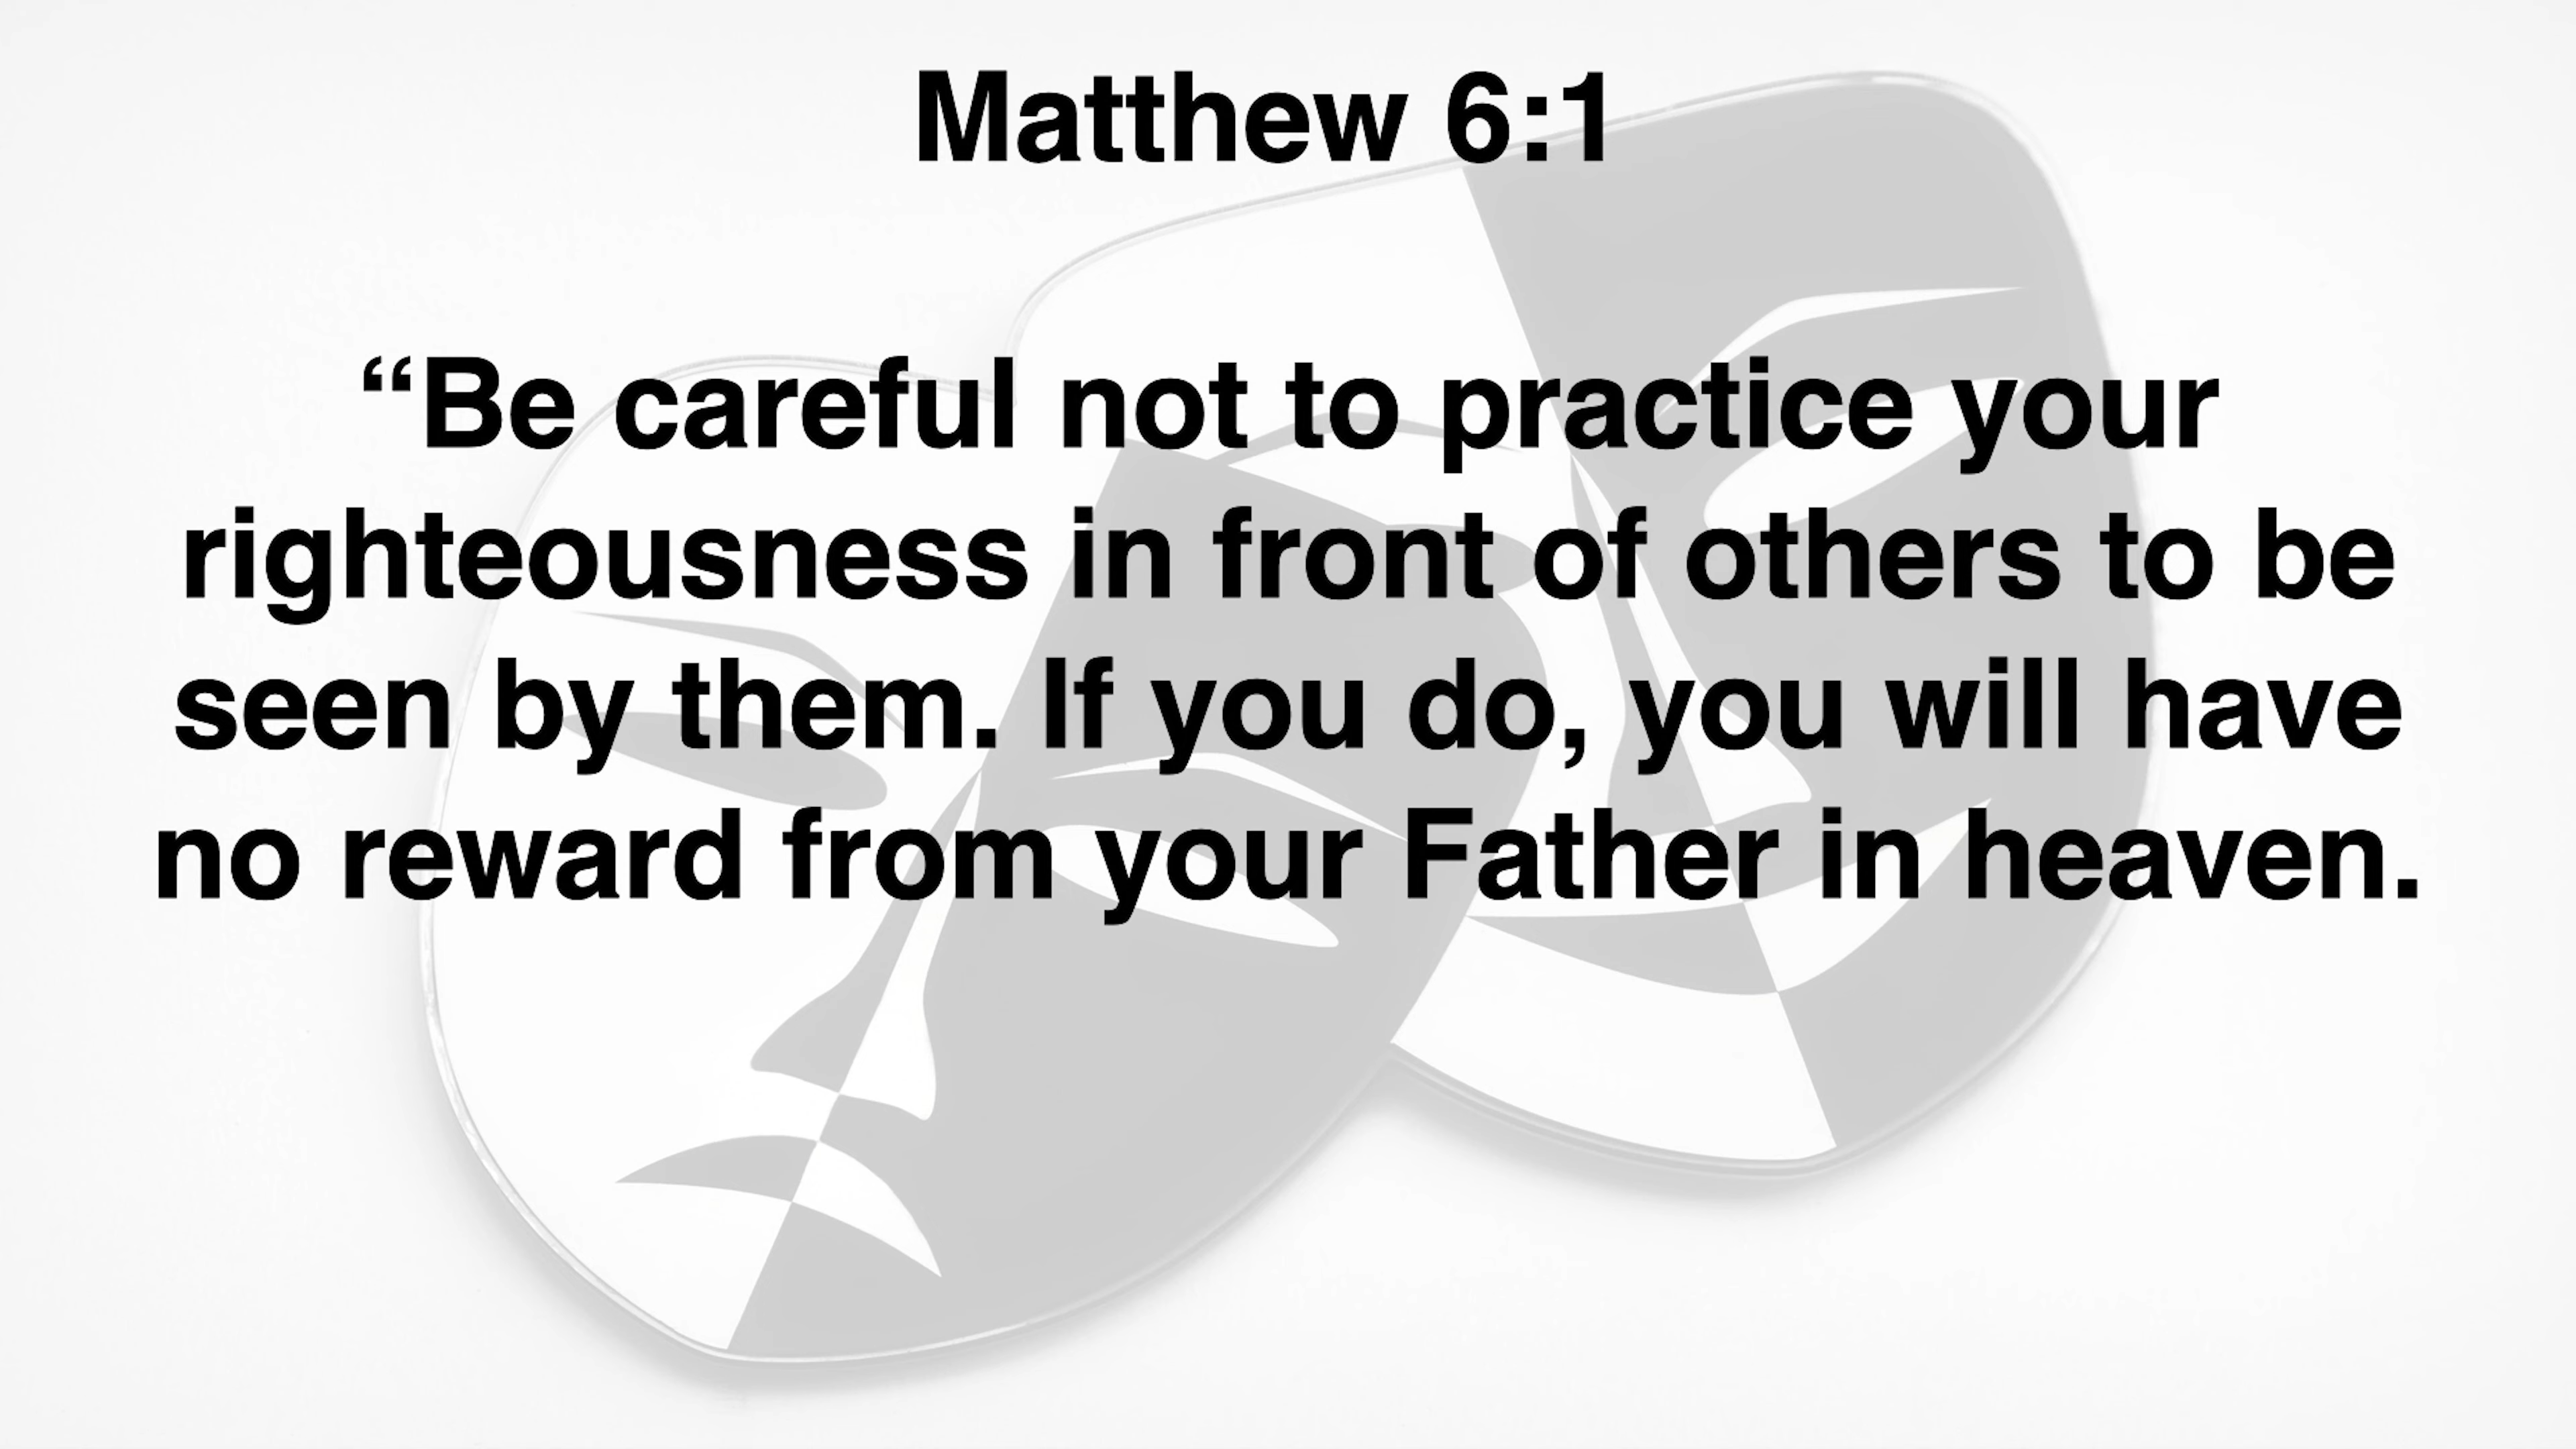 Matthew 6:1
“Be careful not to practice your
righteousness in front of others to be
seen by them. If you do, you will have
no reward from your Father in heaven.